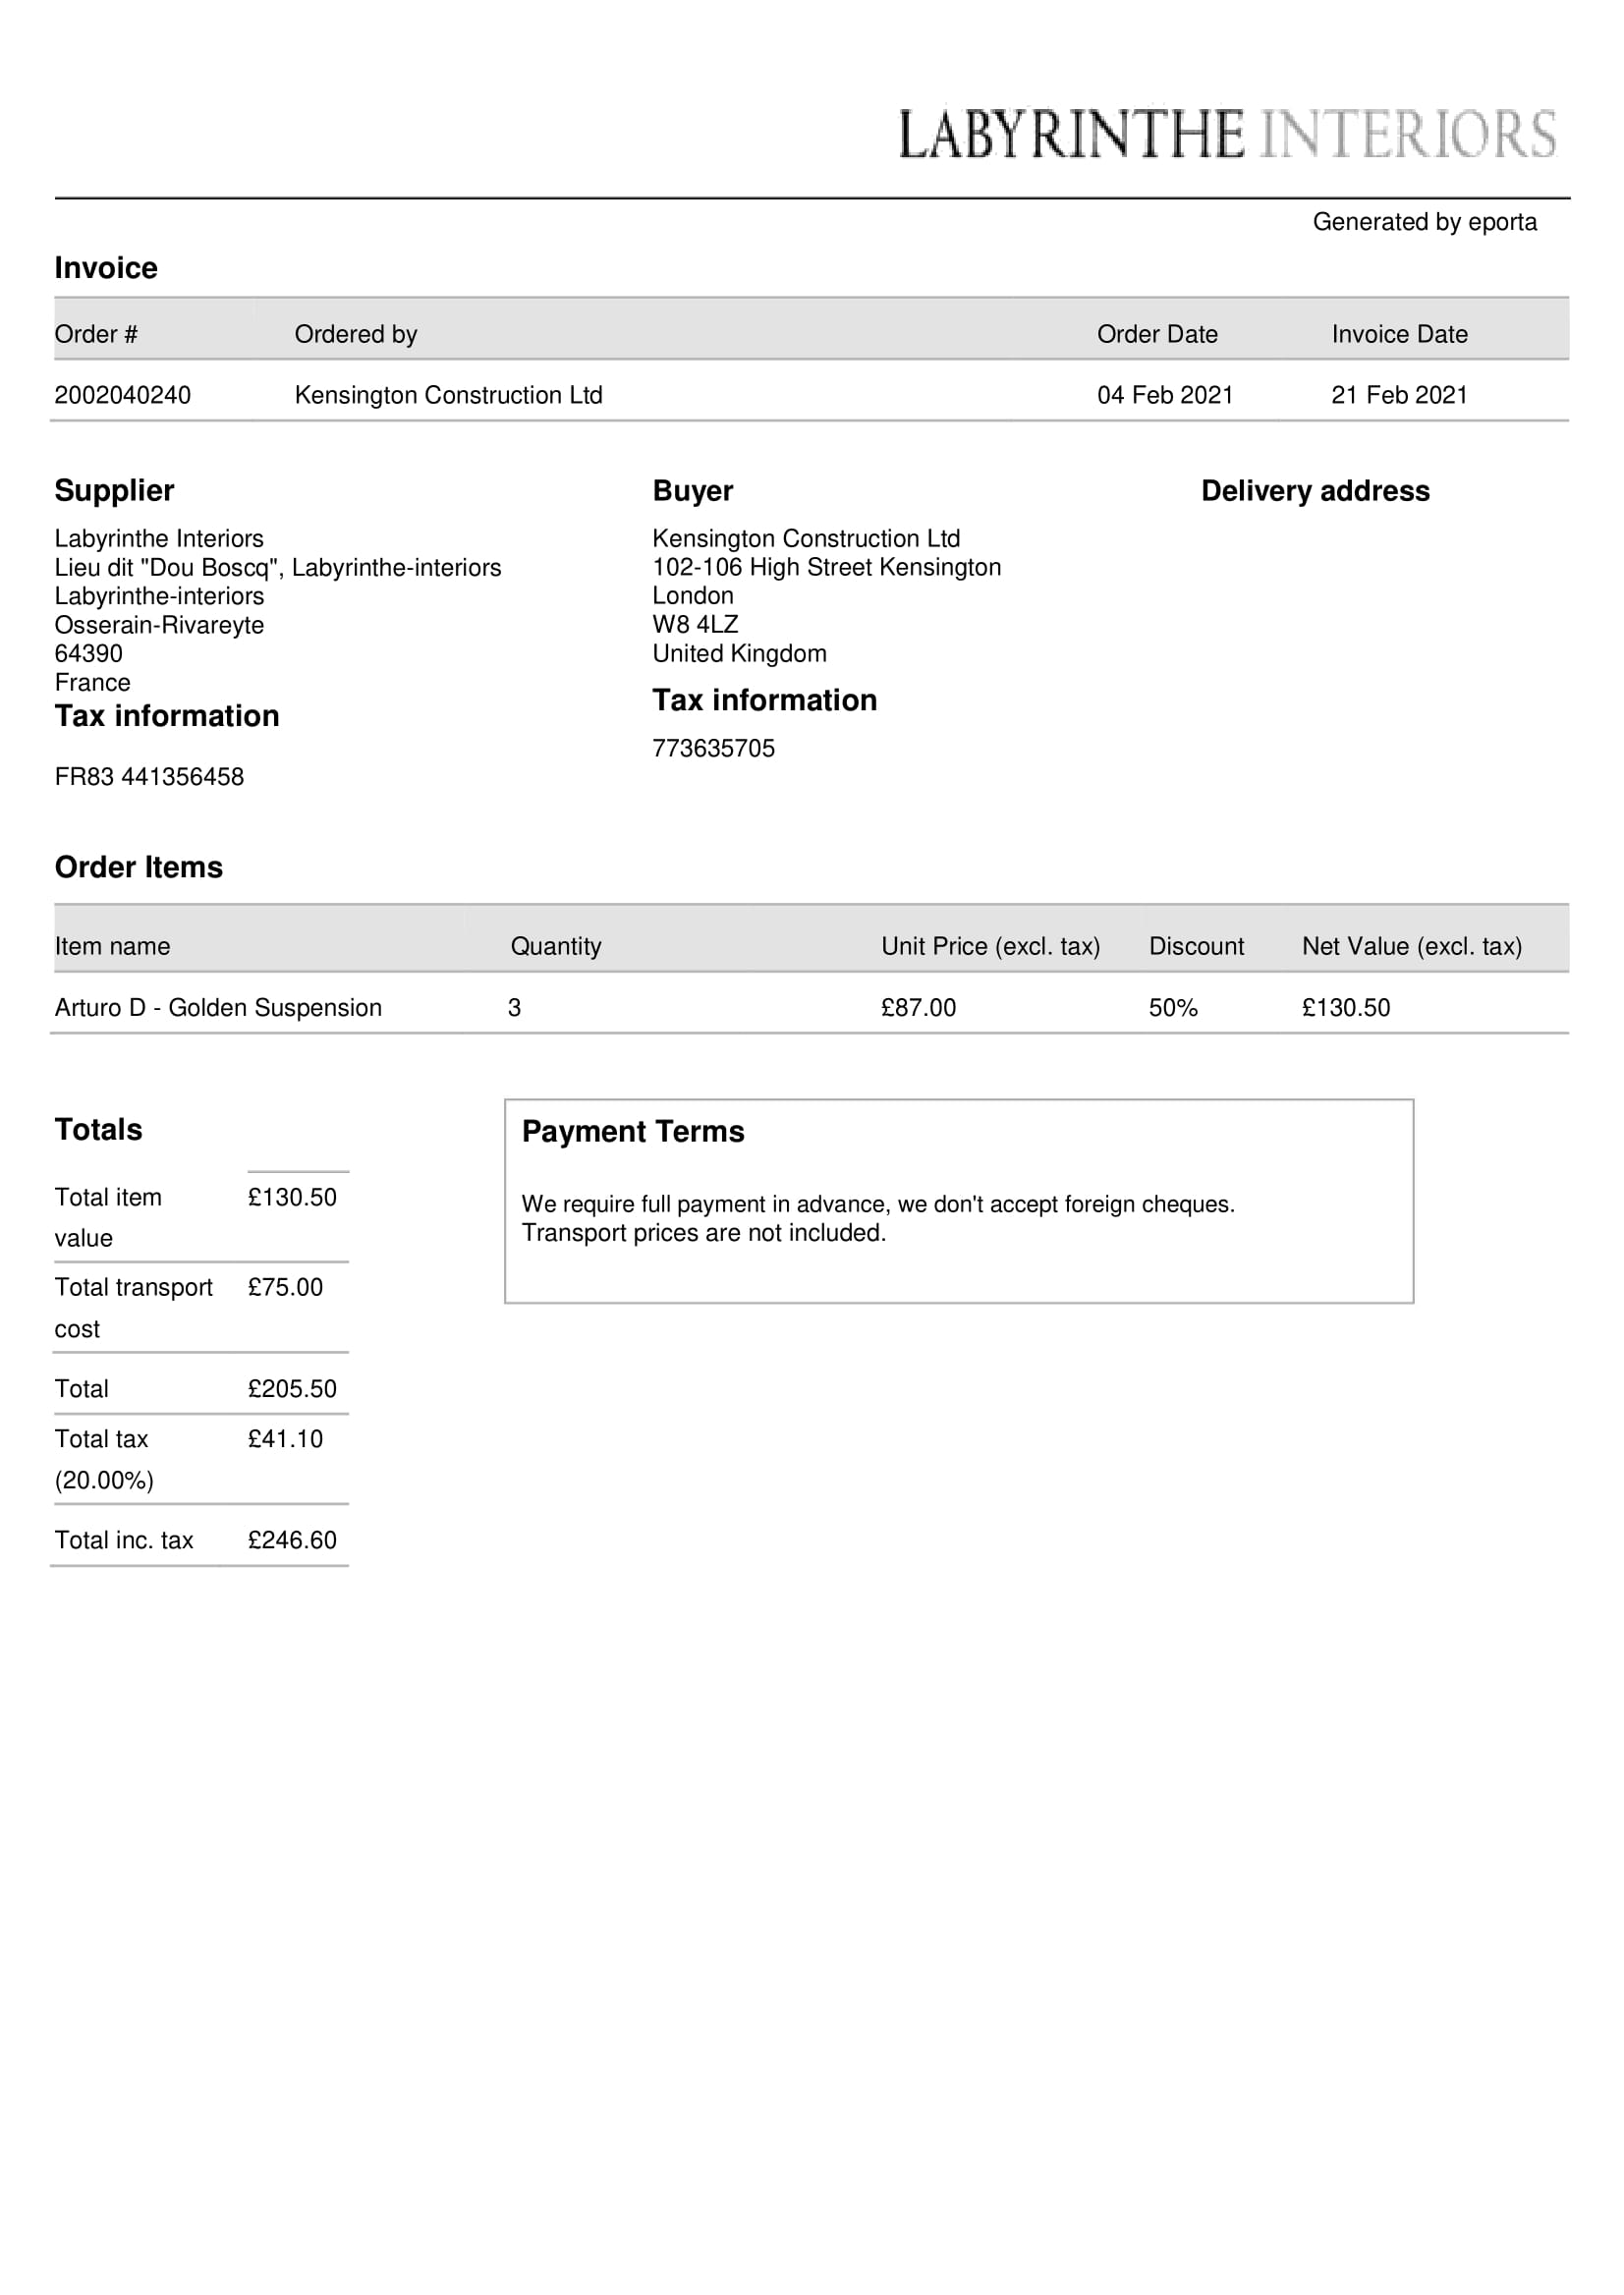 LABYRINTHE INTERIORS
Generated by eporta
Invoice
Order # Ordered by Order Date Invoice Date
2002040240 Kensington Construction Ltd 04 Feb 2021 21 Feb 2021
Supplier
Labyrinthe Interiors
Lieu dit "Dou Boscq", Labyrinthe-interiors
Labyrinthe-interiors
Osserain-Rivareyte
64390
France
Tax information
FR83 441356458
Buyer
Kensington Construction Ltd
102-106 High Street Kensington
London
W8 4LZ
United Kingdom
Tax information
773635705
Delivery address
Order Items
Item name Quantity Unit Price (excl. tax) Discount Net Value (excl. tax)
Arturo D - Golden Suspension 3 £87.00 50% £130.50
Totals
Total item £130.50
value
Total transport £75.00
cost
Total £205.50
Total tax £41.10
(20.00%)
Total inc. tax £246.60
Payment Terms
We require full payment in advance, we don't accept foreign cheques.
Transport prices are not included.